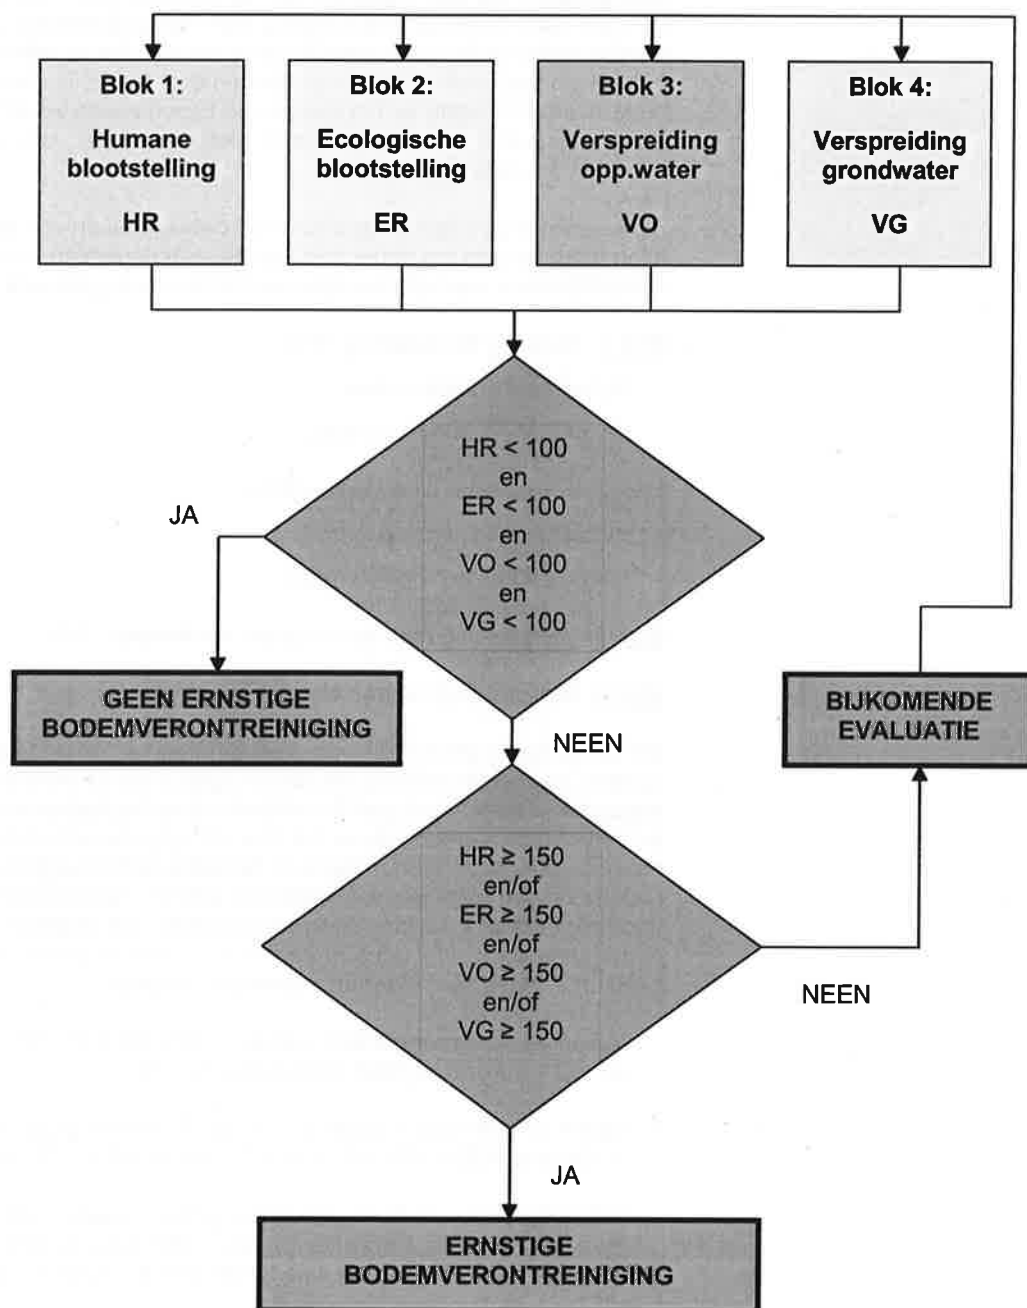 Blok 1:
Humane
blootstelling
HR
Blok 2:
Ecologische
blootstelling
ER
Blok 3:
Verspreiding
opp.water
VO
Blok 4:
Verspreiding
grondwater
VG
HR < 100
en
ER < 100
en
VO < 100
en
VG < 100
JA
GEEN ERNSTIGE
BODEMVERONTREINIGING
BIJKOMENDE
EVALUATIE
NEEN
HR ≥ 150
en/of
ER ≥ 150
en/of
VO ≥ 150
en/of
VG ≥ 150
NEEN
JA
ERNSTIGE
BODEMVERONTREINIGING